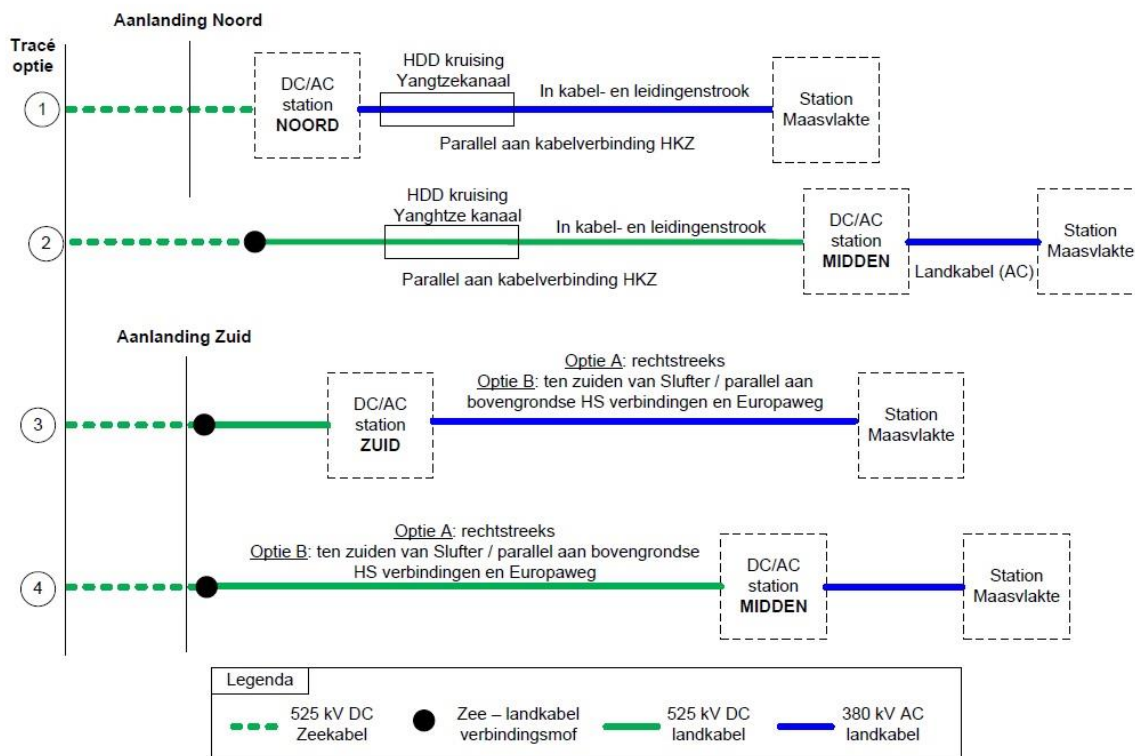 Aanlanding Noord
Tracé
optie
1
DC/AC
station
NOORD
HDD kruising
Yangtzekanaal
In kabel- en leidingenstrook
Parallel aan kabelverbinding HKZ
Station
Maasvlakte
2
HDD kruising
Yanghtze kanaal
In kabel- en leidingenstrook
Parallel aan kabelverbinding HKZ
DC/AC
station
MIDDEN
Landkabel (AC)
Station
Maasvlakte
Aanlanding Zuid
3
DC/AC
station
ZUID
Optie A: rechtstreeks
Optie B: ten zuiden van Slufter / parallel aan
bovengrondse HS verbindingen en Europaweg
Station
Maasvlakte
4
Optie A: rechtstreeks
Optie B: ten zuiden van Slufter / parallel aan bovengrondse
HS verbindingen en Europaweg
DC/AC
station
MIDDEN
Station
Maasvlakte
Legenda
525 kV DC
Zeekabel
Zee – landkabel
verbindingsmof
525 kV DC
landkabel
380 kV AC
landkabel